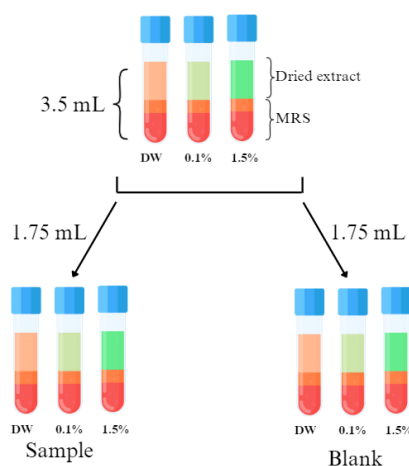 3.5 mL
Dried extract
MRS
DW 0.1% 1.5%
1.75 mL 1.75 mL
DW 0.1% 1.5% DW 0.1% 1.5%
Sample Blank